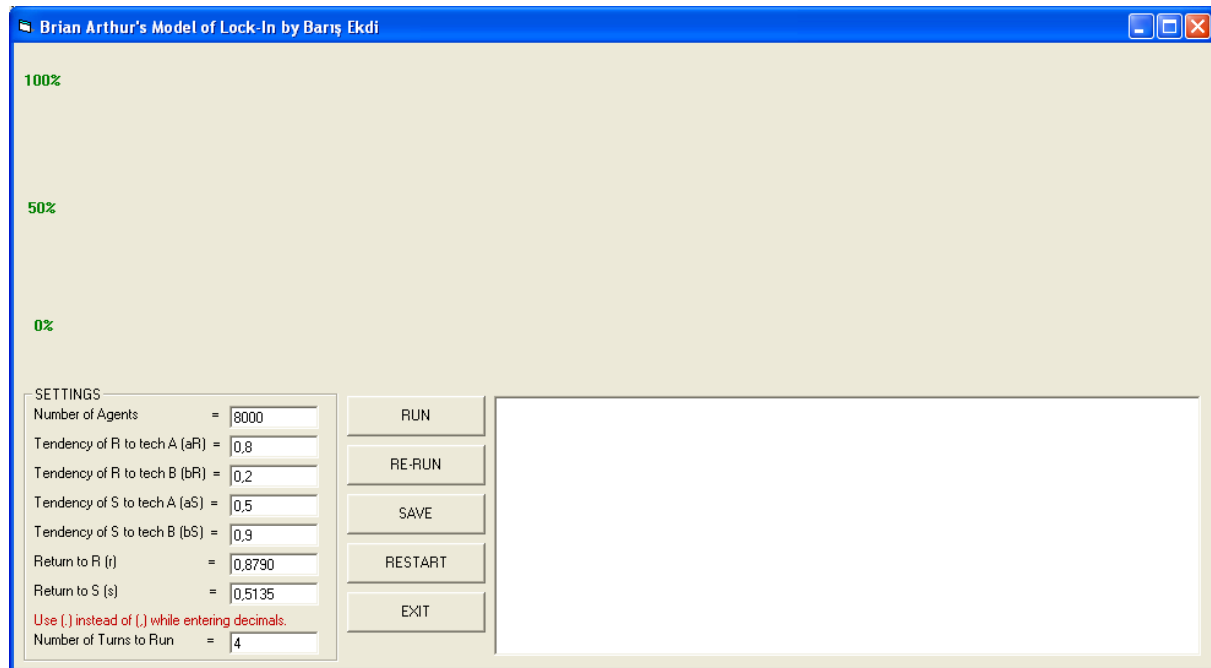 Brian Arthur's Model of Lock-In by Barış Ekdi
100%
50%
0%
SETTINGS
Number of Agents = 8000
Tendency of R to tech A (aR) = 0,8
Tendency of R to tech B (bR) = 0,2
Tendency of S to tech A (aS) = 0,5
Tendency of S to tech B (bS) = 0,9
Return to R (r) = 0,8790
Return to S (s) = 0,5135
Use (.) instead of (,) while entering decimals.
Number of Turns to Run = 4
RUN
RE-RUN
SAVE
RESTART
EXIT